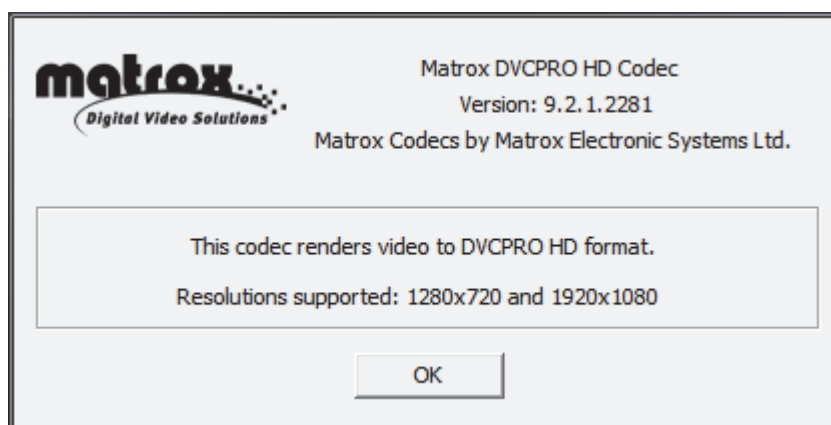 matrox
Digital Video Solutions
Matrox DVCPRO HD Codec
Version: 9.2.1.2281
Matrox Codecs by Matrox Electronic Systems Ltd.
This codec renders video to DVCPRO HD format.
Resolutions supported: 1280x720 and 1920x1080
OK